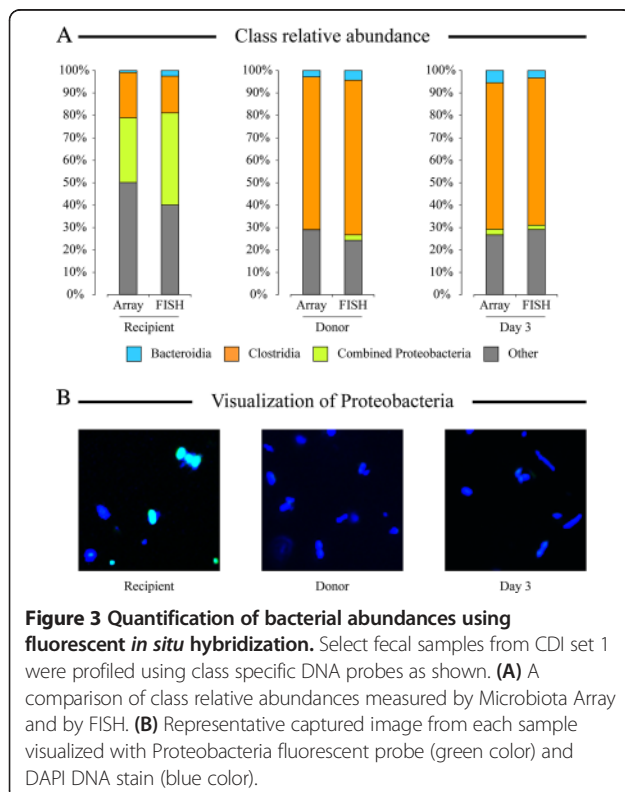 A Class relative abundance
100% 100% 100%
90% 90% 90%
80% 80% 80%
70% 70% 70%
60% 60% 60%
50% 50% 50%
40% 40% 40%
30% 30% 30%
20% 20% 20%
10% 10% 10%
0% 0% 0%
Array FISH Array FISH Array FISH
Recipient Donor Day 3
Bacteroidia Clostridia Combined Proteobacteria Other
B Visualization of Proteobacteria
Recipient Donor Day 3
Figure 3 Quantification of bacterial abundances using
fluorescent in situ hybridization. Select fecal samples from CDI set 1
were profiled using class specific DNA probes as shown. (A) A
comparison of class relative abundances measured by Microbiota Array
and by FISH. (B) Representative captured image from each sample
visualized with Proteobacteria fluorescent probe (green color) and
DAPI DNA stain (blue color).